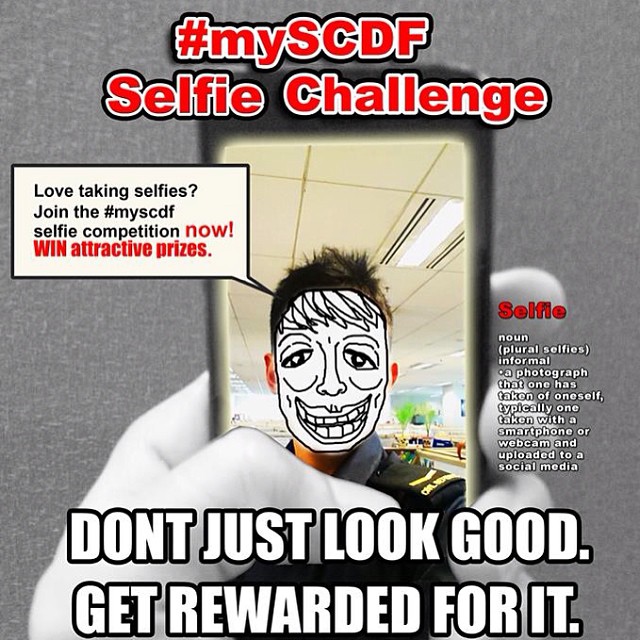 #mySCDF
Selfie Challenge
Love taking selfies?
Join the #myscdf
selfie competition now!
WIN attractive prizes.
Selfie
noun
(plural selfies)
informal
•a photograph
that one has
taken of oneself,
typically one
taken with a
smartphone or
webcam and
uploaded to a
social media
DONT JUST LOOK GOOD.
GET REWARDED FOR IT.